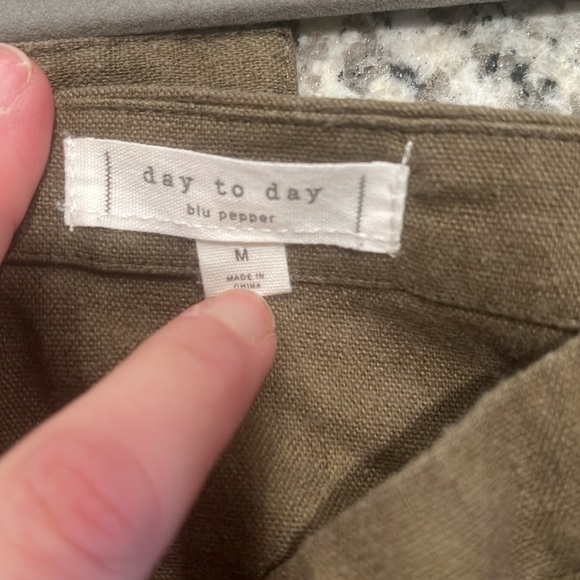 day to day
blu pepper
M
MADE IN
CHINA